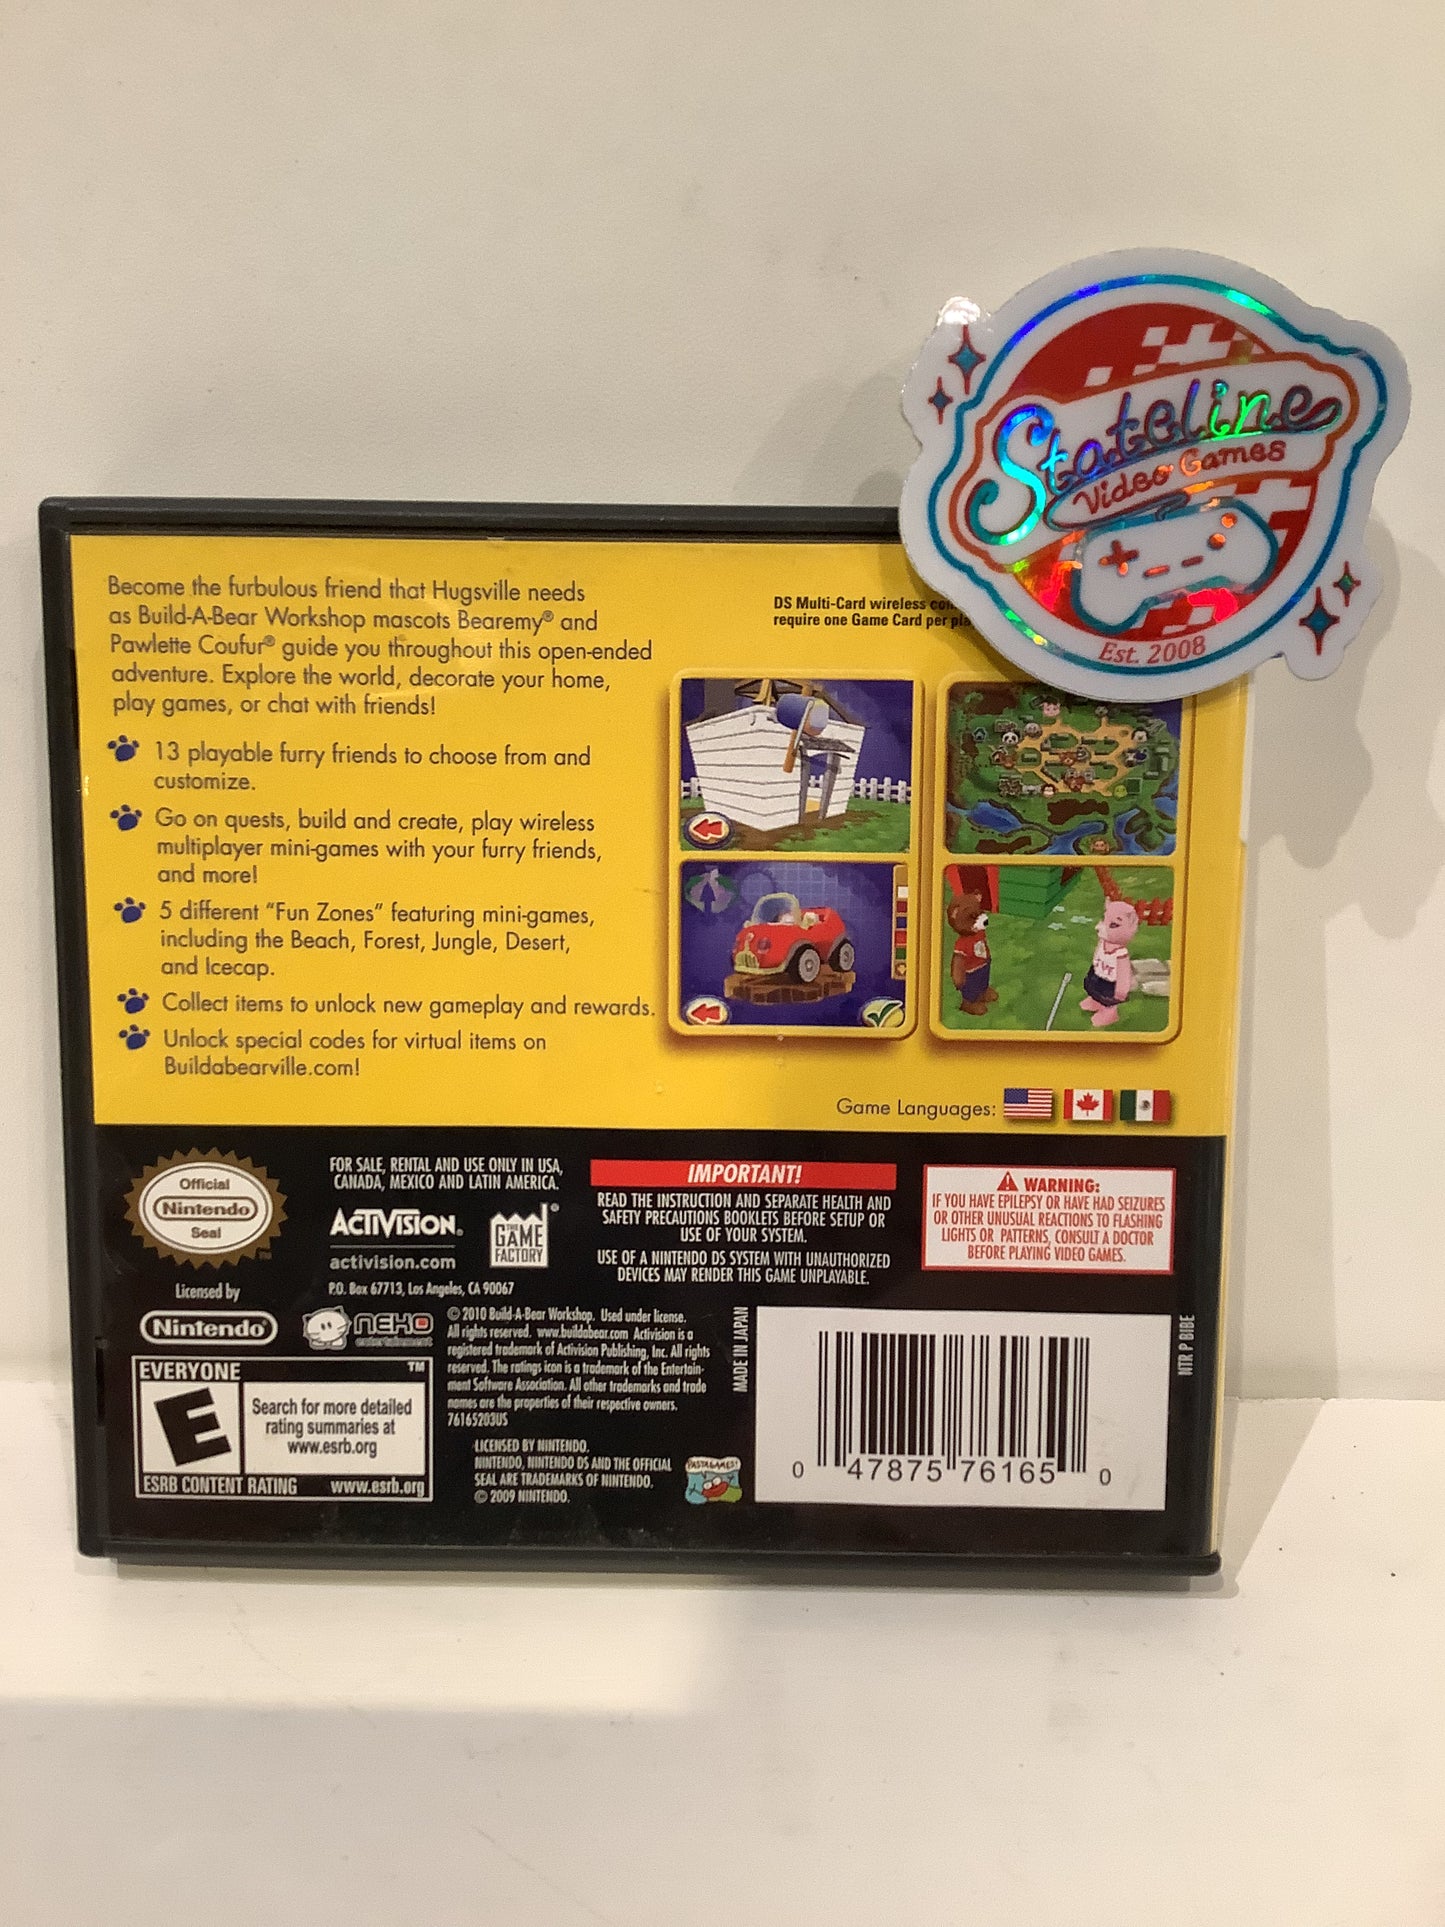 Stateline
Video Games
Est. 2008
Become the furbulous friend that Hugsville needs
as Build-A-Bear Workshop mascots Bearemy® and
Pawlette Coufur® guide you throughout this open-ended
adventure. Explore the world, decorate your home,
play games, or chat with friends!
DS Multi-Card wireless
require one Game Card per
13 playable furry friends to choose from and
customize.
Go on quests, build and create, play wireless
multiplayer mini-games with your furry friends,
and more!
5 different “Fun Zones” featuring mini-games,
including the Beach, Forest, Jungle, Desert,
and Icecap.
Collect items to unlock new gameplay and rewards.
Unlock special codes for virtual items on
Buildabearville.com!
Game Languages:
Official
Nintendo
Seal
TM
Licensed by
Nintendo®
FOR SALE, RENTAL AND USE ONLY IN USA,
CANADA, MEXICO AND LATIN AMERICA.
ACTIVISION.
activision.com
P.O. Box 67713, Los Angeles, CA 90067
THE
GAME
FACTORY
®
IMPORTANT!
READ THE INSTRUCTION AND SEPARATE HEALTH AND
SAFETY PRECAUTIONS BOOKLETS BEFORE SETUP OR
USE OF YOUR SYSTEM.
USE OF A NINTENDO DS SYSTEM WITH UNAUTHORIZED
DEVICES MAY RENDER THIS GAME UNPLAYABLE.
WARNING:
IF YOU HAVE EPILEPSY OR HAVE HAD SEIZURES
OR OTHER UNUSUAL REACTIONS TO FLASHING
LIGHTS OR PATTERNS, CONSULT A DOCTOR
BEFORE PLAYING VIDEO GAMES.
NEKO
entertainment
© 2010 Build-A-Bear Workshop. Used under license.
All rights reserved. www.buildabear.com Activision is a
registered trademark of Activision Publishing, Inc. All rights
reserved. The ratings icon is a trademark of the Entertain-
ment Software Association. All other trademarks and trade
names are the properties of their respective owners.
76165203US
LICENSED BY NINTENDO.
NINTENDO, NINTENDO DS AND THE OFFICIAL
SEAL ARE TRADEMARKS OF NINTENDO.
© 2009 NINTENDO.
PASTAGAMES!
EVERYONE
TM
E
Search for more detailed
rating summaries at
www.esrb.org
ESRB CONTENT RATING www.esrb.org
MADE IN JAPAN
0 47875 76165 0
NTR P BIBE